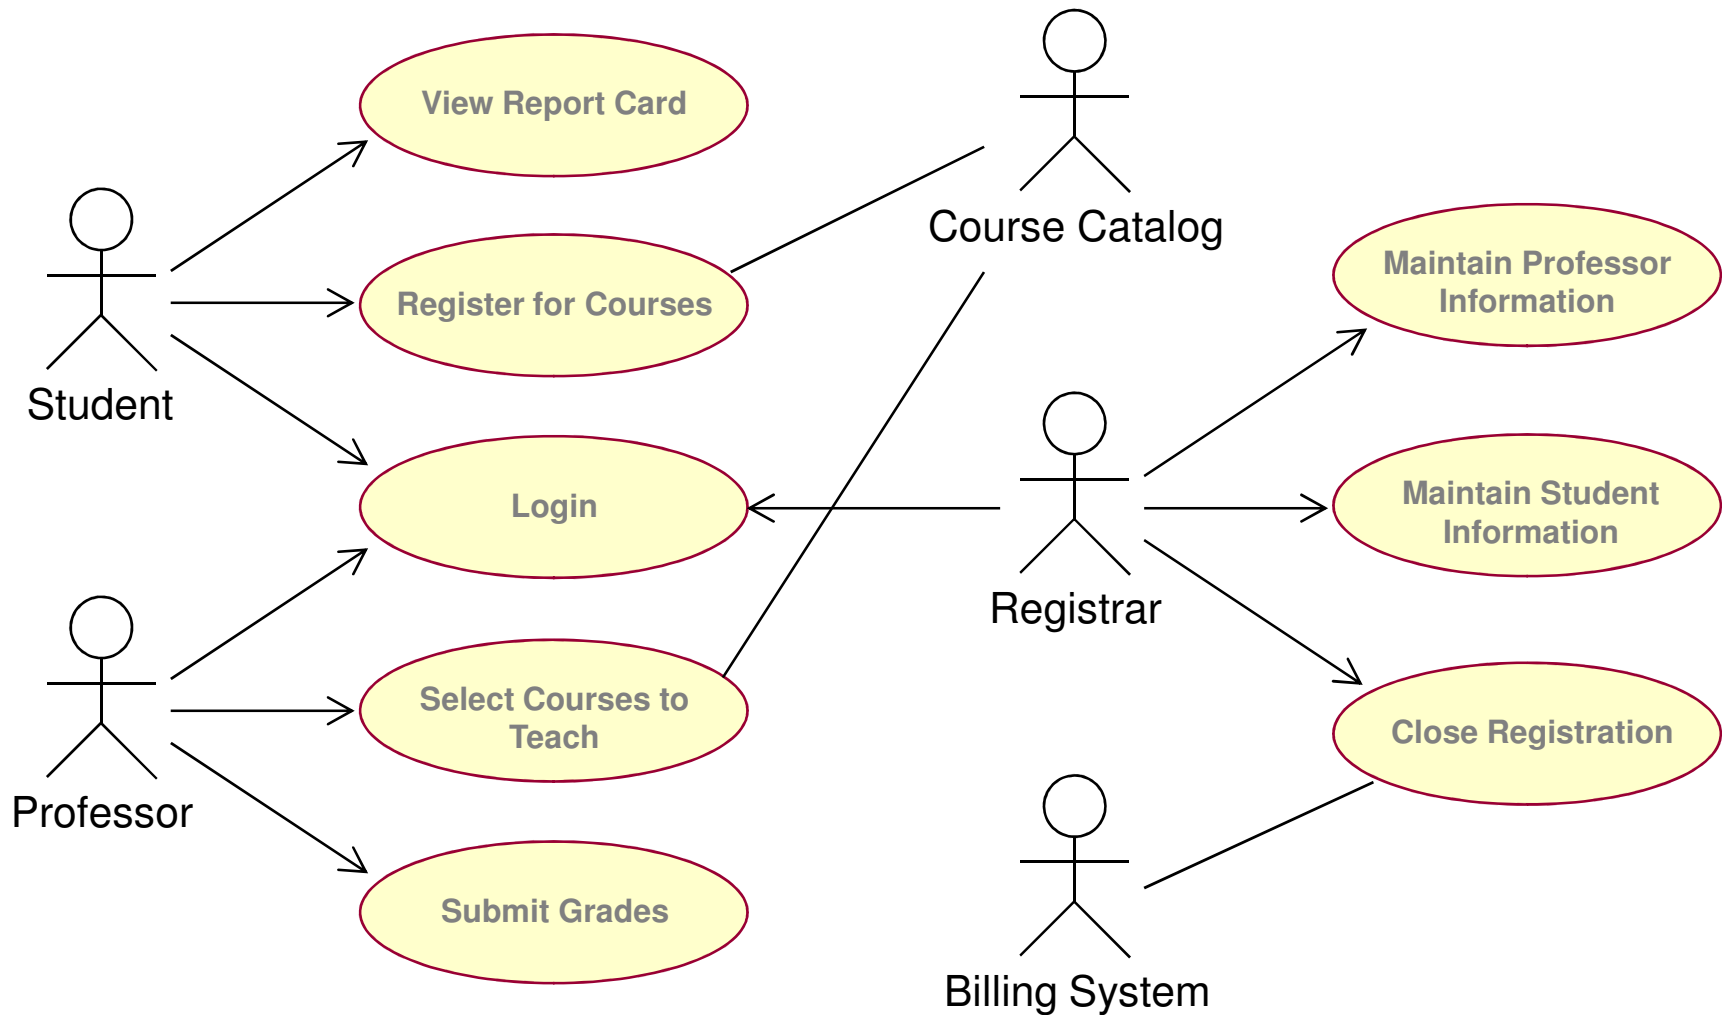 View Report Card
Course Catalog
Maintain Professor
Information
Register for Courses
Student
Login
Maintain Student
Information
Registrar
Select Courses to
Teach
Close Registration
Professor
Submit Grades
Billing System